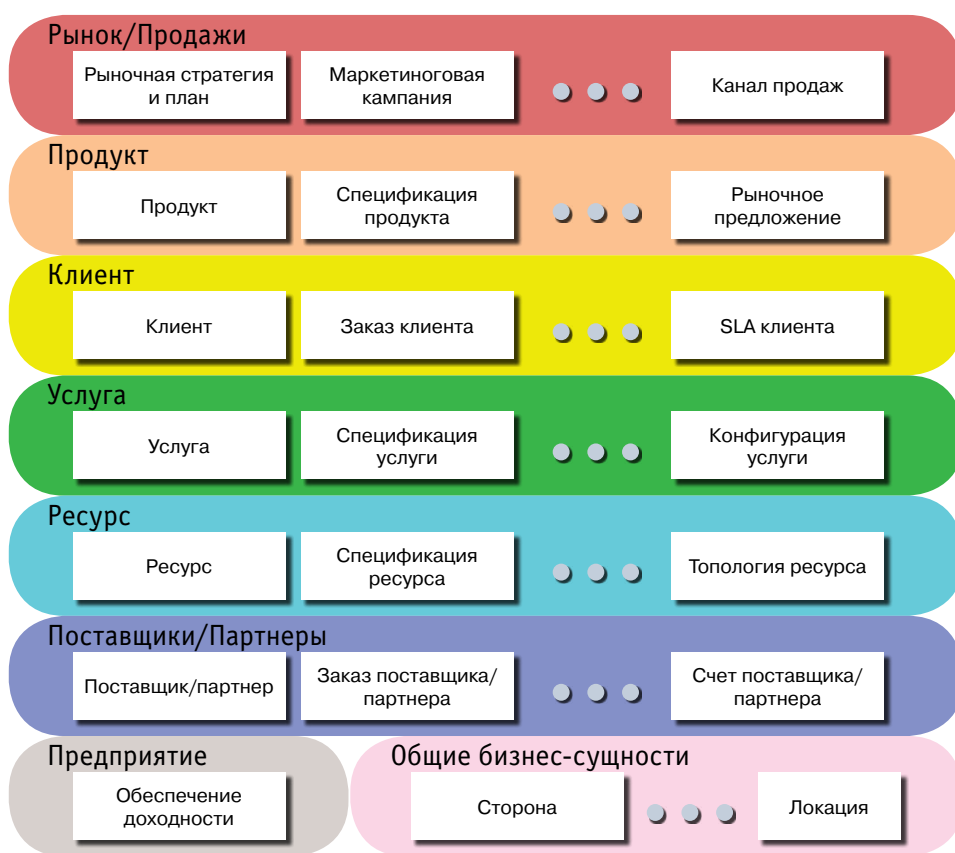 Рынок/Продажи
Рыночная стратегия
и план
Маркетиноговая
кампания
Канал продаж
Продукт
Продукт
Спецификация
продукта
Рыночное
предложение
Клиент
Клиент
Заказ клиента
SLA клиента
Услуга
Услуга
Спецификация
услуги
Конфигурация
услуги
Ресурс
Ресурс
Спецификация
ресурса
Топология ресурса
Поставщики/Партнеры
Поставщик/партнер
Заказ поставщика/
партнера
Счет поставщика/
партнера
Предприятие
Обеспечение
доходности
Общие бизнес-сущности
Сторона
Локация